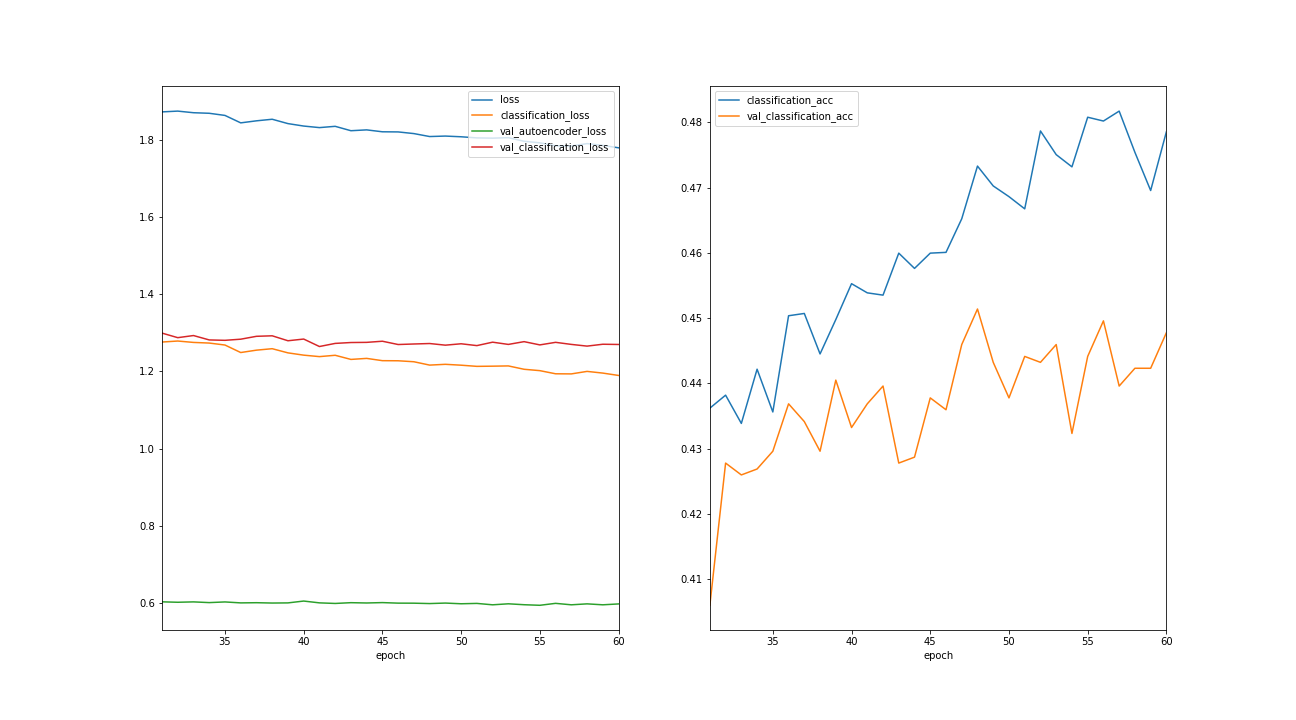 loss
classification_loss
val_autoencoder_loss
val_classification_loss
1.8
1.6
1.4
1.2
1.0
0.8
0.6
35 40 45 50 55 60
epoch
classification_acc
val_classification_acc
0.48
0.47
0.46
0.45
0.44
0.43
0.42
0.41
35 40 45 50 55 60
epoch